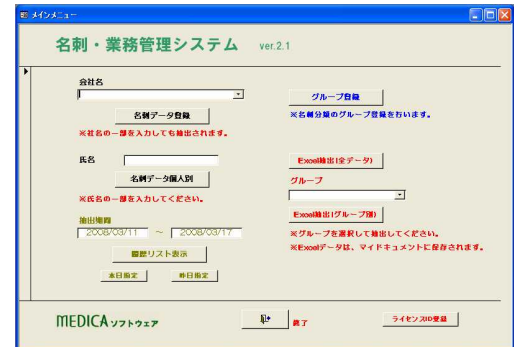 メインメニュー
名刺・業務管理システム ver.2.1
会社名
名刺データ登録
※社名の一部を入力しても抽出されます。
グループ登録
※名刺分類のグループ登録を行います。
氏名
名刺データ個人別
※氏名の一部を入力してください。
Excel抽出(全データ)
グループ
Excel抽出(グループ別)
※グループを選択して抽出してください。
※Excelデータは、マイドキュメントに保存されます。
抽出期間
2008/03/11 ~ 2008/03/17
履歴リスト表示
本日指定 昨日指定
MEDICAソフトウェア
終了
ライセンスID登録